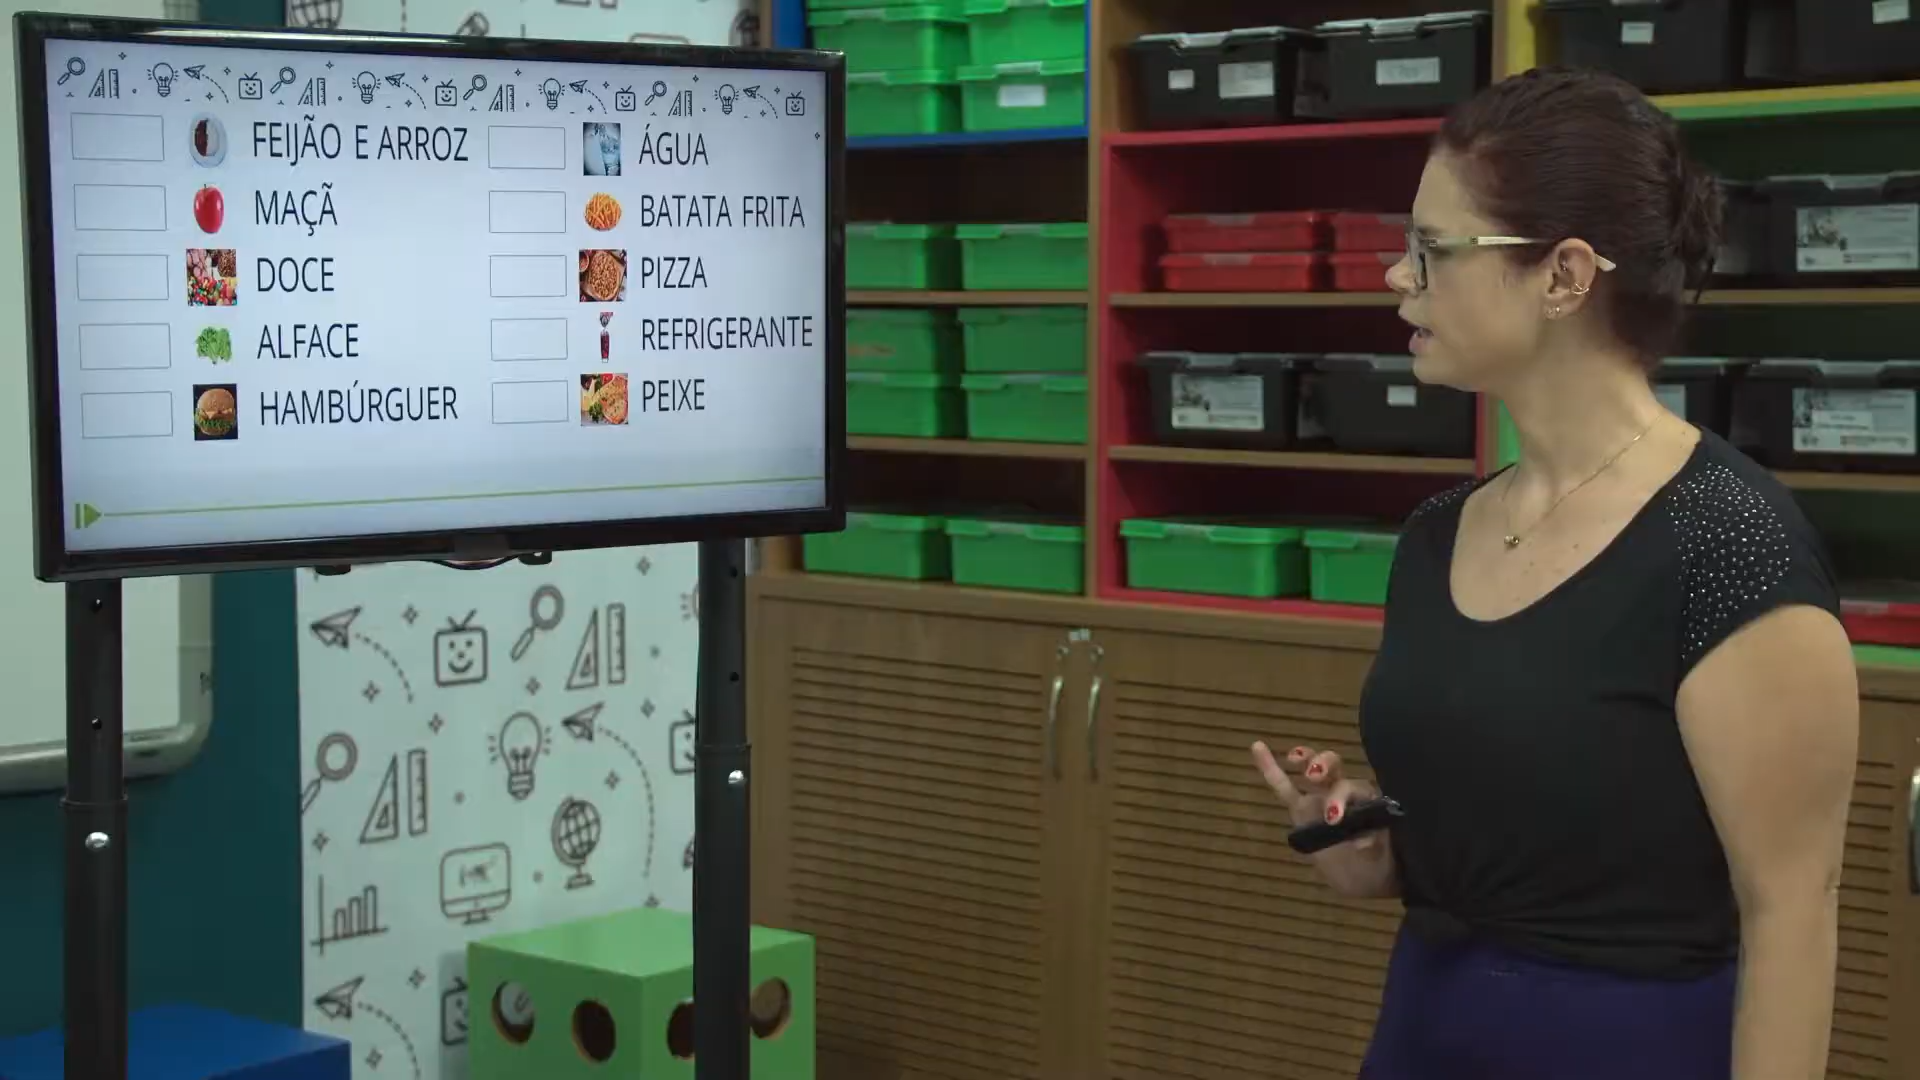 FEIJÃO E ARROZ
MAÇÃ
DOCE
ALFACE
HAMBÚRGUER
ÁGUA
BATATA FRITA
PIZZA
REFRIGERANTE
PEIXE